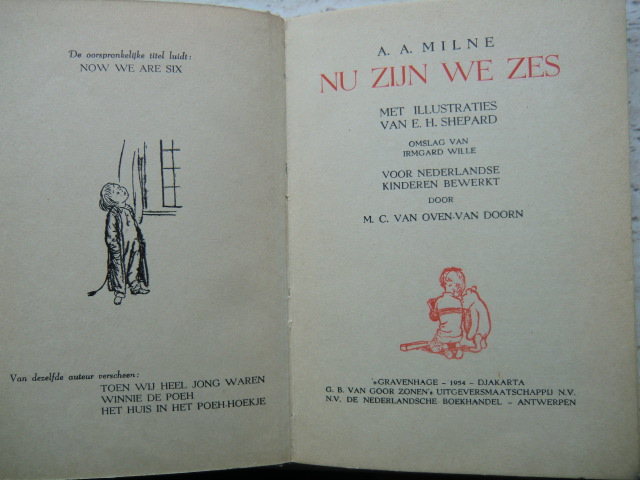 De oorspronkelijke titel luidt:
NOW WE ARE SIX
Van dezelfde auteur verscheen:
TOEN WIJ HEEL JONG WAREN
WINNIE DE POEH
HET HUIS IN HET POEH-HOEKJE
A. A. MILNE
NU ZIJN WE ZES
MET ILLUSTRATIES
VAN E. H. SHEPARD
OMSLAG VAN
IRMGARD WILLE
VOOR NEDERLANDSE
KINDEREN BEWERKT
DOOR
M. C. VAN OVEN-VAN DOORN
'sGRAVENHAGE – 1954 – DJAKARTA
G. B. VAN GOOR ZONEN's UITGEVERSMAATSCHAPPIJ N.V.
N.V. DE NEDERLANDSCHE BOEKHANDEL – ANTWERPEN